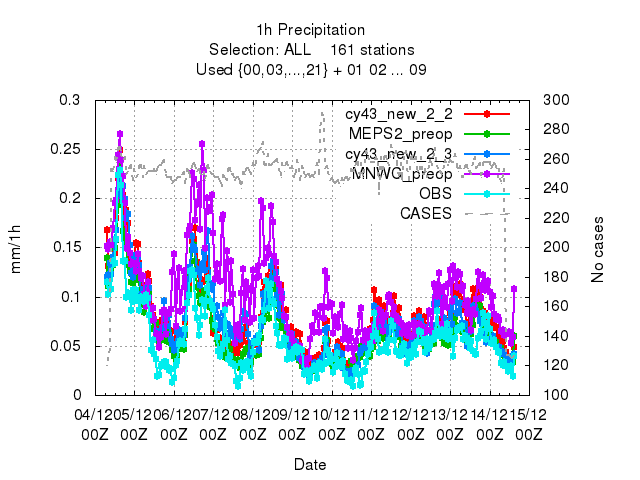 1h Precipitation
Selection: ALL    161 stations
Used {00,03,...,21} + 01 02 ... 09
0.3
0.25
0.2
0.15
0.1
0.05
0
mm/1h
300
280
260
240
220
200
180
160
140
120
100
No cases
cy43_new_2_2
MEPS2_preop
cy43_new_2_3
MNWG_preop
OBS
CASES
04/12 05/12 06/12 07/12 08/12 09/12 10/12 11/12 12/12 13/12 14/12 15/12
00Z 00Z 00Z 00Z 00Z 00Z 00Z 00Z 00Z 00Z 00Z 00Z
Date